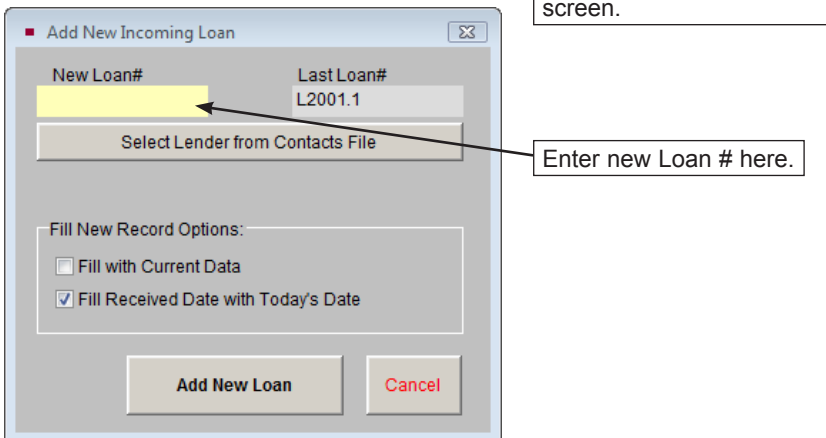 screen.
Add New Incoming Loan
New Loan# Last Loan#
L2001.1
Select Lender from Contacts File
Enter new Loan # here.
Fill New Record Options:
Fill with Current Data
Fill Received Date with Today's Date
Add New Loan Cancel